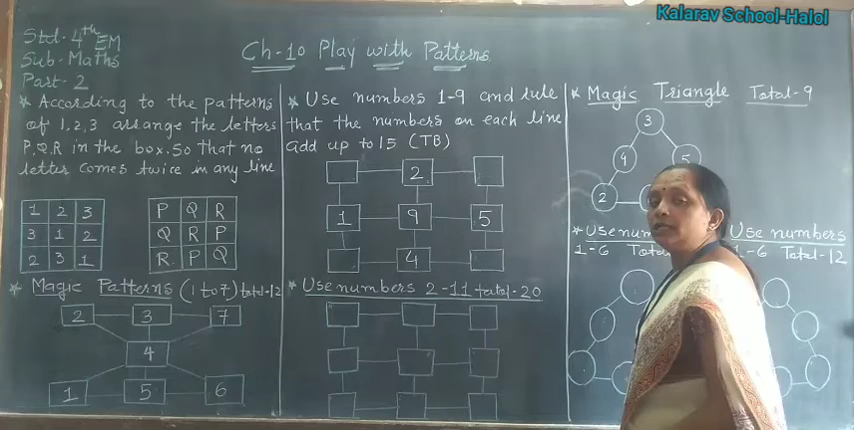 Kalarav School-Halol
Std-4th EM
Sub-Maths
Part-2
Ch-10 Play with Patterns
* According to the patterns
of 1,2,3 arrange the letters
P,Q,R in the box. So that no
letter comes twice in any line
1 2 3
3 1 2
2 3 1
P Q R
Q R P
R P Q
* Magic Patterns (1 to 7) total-12
2 3 7
4
1 5 6
* Use numbers 1-9 and rule
that the numbers on each line
add up to 15 (TB)
2
1 9 5
4
* Use numbers 2-11 total-20
* Magic Triangle Total-9
3
4 5
2
* Use num
1-6 Total
Use numbers
1-6 Total-12